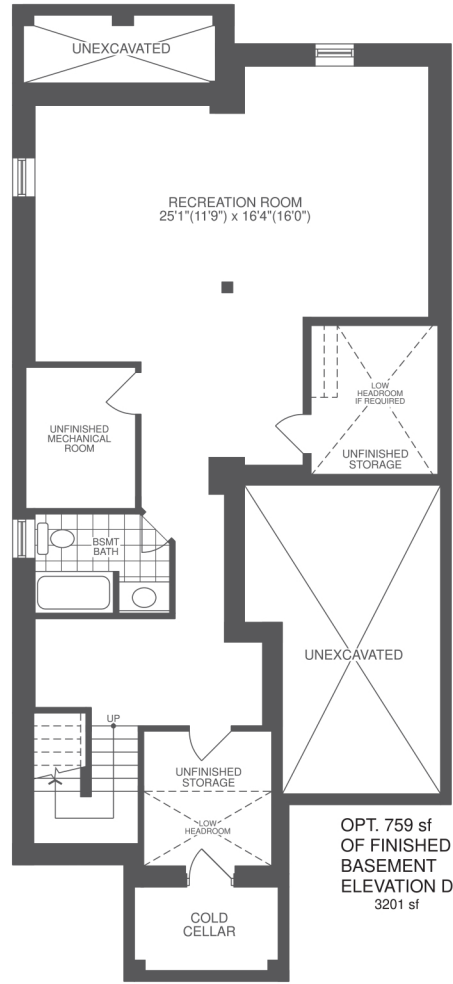 UNEXCAVATED
RECREATION ROOM
25'1"(11'9") x 16'4"(16'0")
LOW
HEADROOM
IF REQUIRED
UNFINISHED
STORAGE
UNFINISHED
MECHANICAL
ROOM
BSMT
BATH
UNEXCAVATED
UP
UNFINISHED
STORAGE
LOW
HEADROOM
COLD
CELLAR
OPT. 759 sf
OF FINISHED
BASEMENT
ELEVATION D
3201 sf